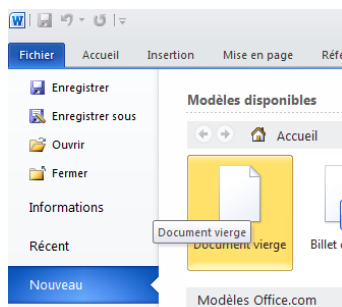 Fichier Accueil Insertion Mise en page
Enregistrer
Modèles disponibles
Enregistrer sous
Accueil
Ouvrir
Fermer
Informations
Document vierge
Document vierge Billet
Récent
Nouveau
Modèles Office.com